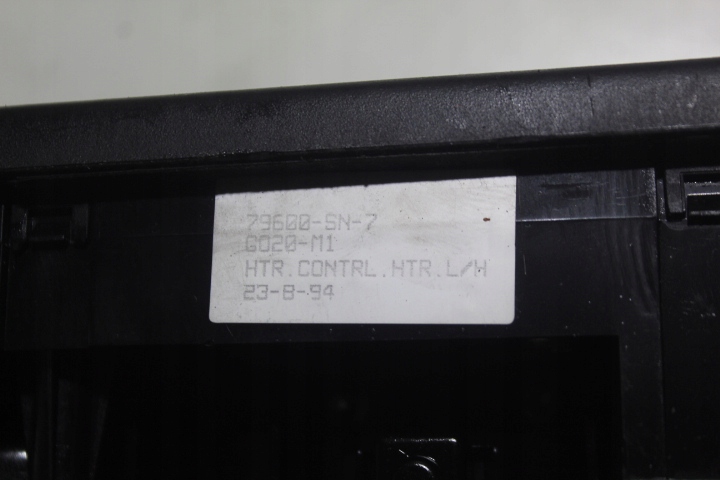 79600-SN-7
G020-M1
HTR.CONTRL.HTR.L/H
23-8-94